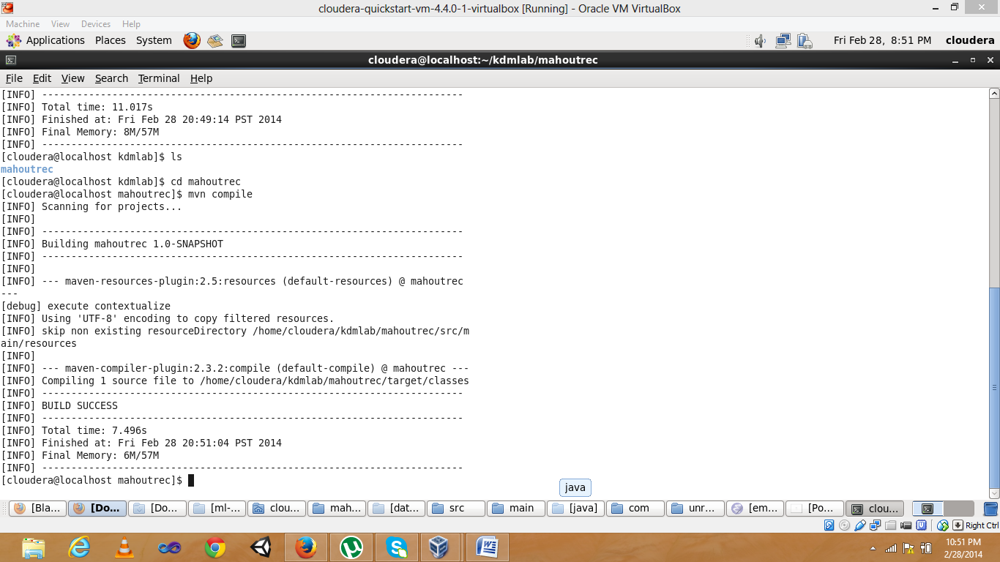 cloudera-quickstart-vm-4.4.0-1-virtualbox [Running] - Oracle VM VirtualBox
Machine View Devices Help
Applications Places System Fri Feb 28, 8:51 PM cloudera
cloudera@localhost:~/kdmlab/mahoutrec
File Edit View Search Terminal Help
[INFO] ------------------------------------------------------------------------
[INFO] Total time: 11.017s
[INFO] Finished at: Fri Feb 28 20:49:14 PST 2014
[INFO] Final Memory: 8M/57M
[INFO] ------------------------------------------------------------------------
[cloudera@localhost kdmlab]$ ls
mahoutrec
[cloudera@localhost kdmlab]$ cd mahoutrec
[cloudera@localhost mahoutrec]$ mvn compile
[INFO] Scanning for projects...
[INFO]
[INFO] ------------------------------------------------------------------------
[INFO] Building mahoutrec 1.0-SNAPSHOT
[INFO] ------------------------------------------------------------------------
[INFO]
[INFO] --- maven-resources-plugin:2.5:resources (default-resources) @ mahoutrec
---
[debug] execute contextualize
[INFO] Using 'UTF-8' encoding to copy filtered resources.
[INFO] skip non existing resourceDirectory /home/cloudera/kdmlab/mahoutrec/src/m
ain/resources
[INFO]
[INFO] --- maven-compiler-plugin:2.3.2:compile (default-compile) @ mahoutrec ---
[INFO] Compiling 1 source file to /home/cloudera/kdmlab/mahoutrec/target/classes
[INFO] ------------------------------------------------------------------------
[INFO] BUILD SUCCESS
[INFO] ------------------------------------------------------------------------
[INFO] Total time: 7.496s
[INFO] Finished at: Fri Feb 28 20:51:04 PST 2014
[INFO] Final Memory: 6M/57M
[INFO] ------------------------------------------------------------------------
[cloudera@localhost mahoutrec]$
java
[Bla... [Do... [Do... [ml-... clou... mah... [dat... src main [java] com unr... [em... [Po... clou...
Right Ctrl
10:51 PM
2/28/2014